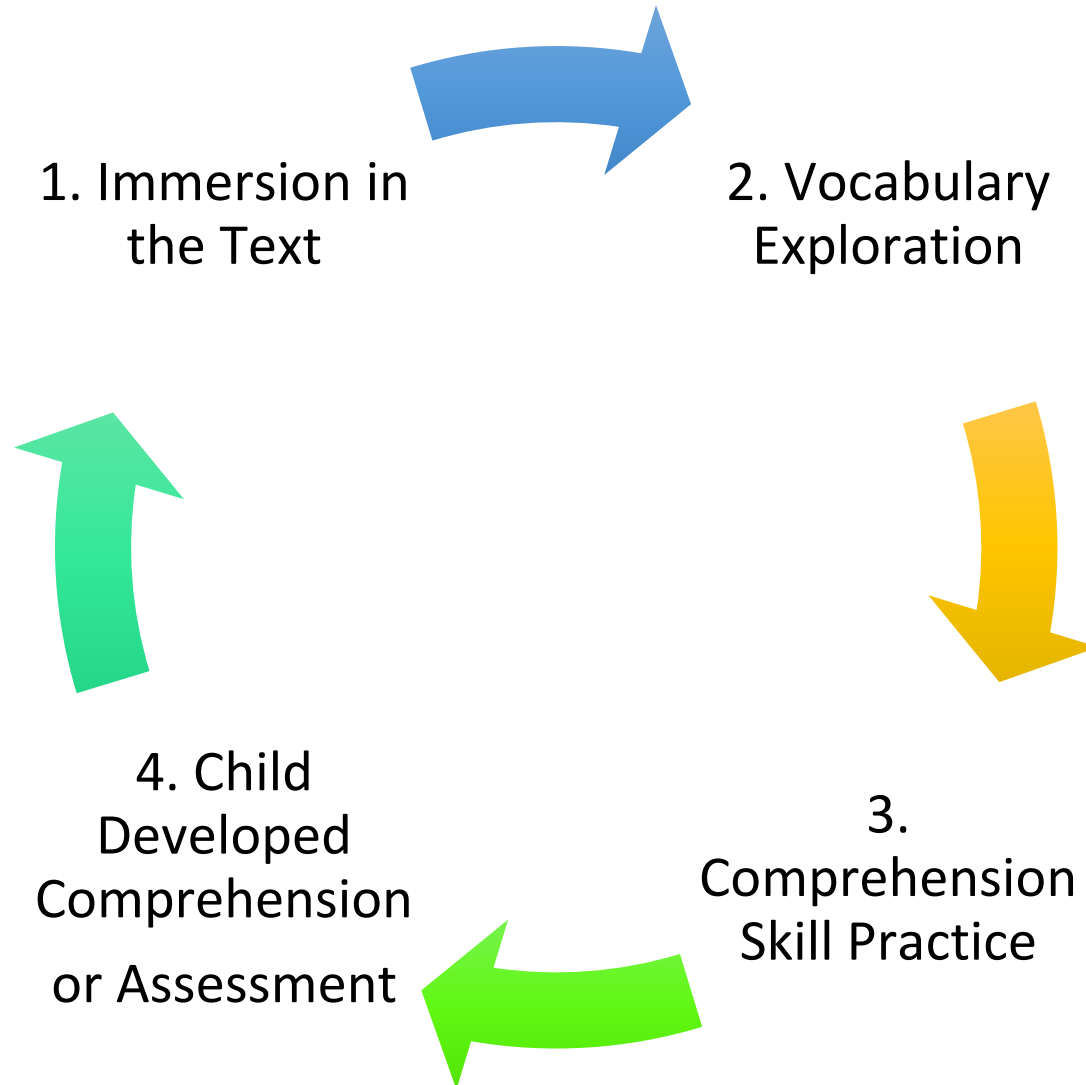 1. Immersion in
the Text
2. Vocabulary
Exploration
3.
Comprehension
Skill Practice
4. Child
Developed
Comprehension
or Assessment